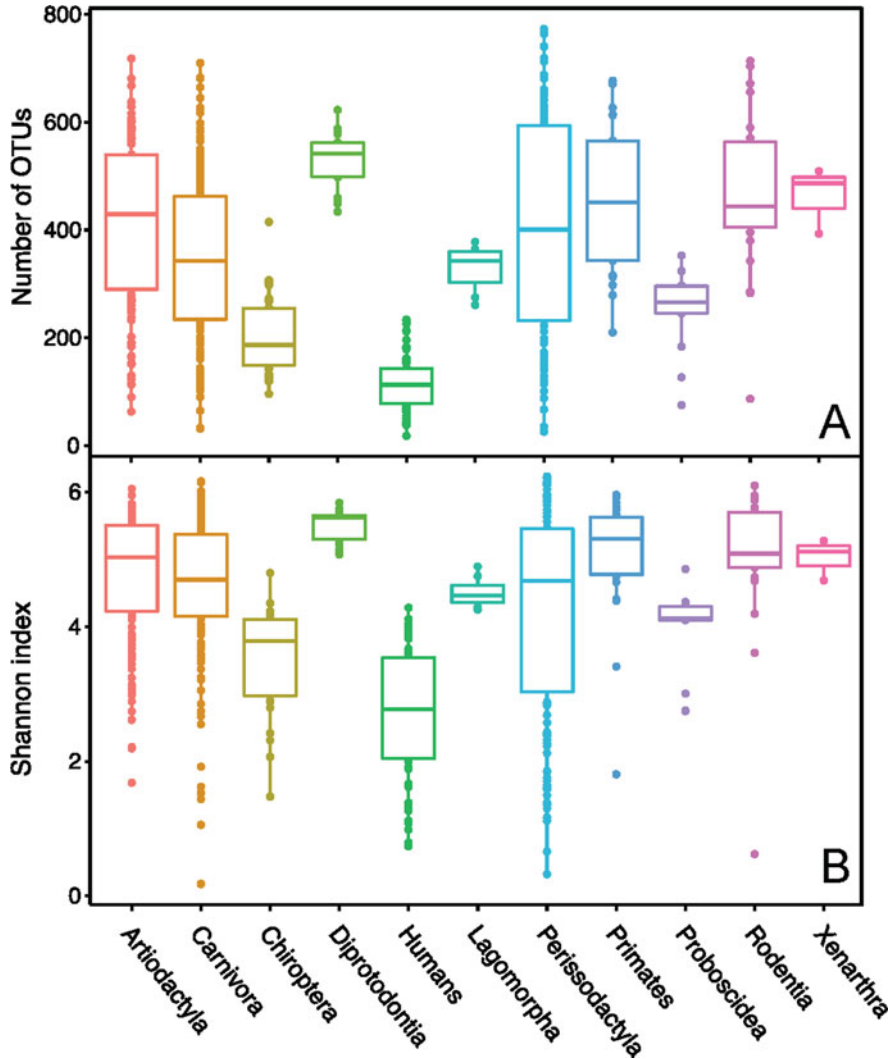 Number of OTUs
800
600
400
200
0
A
Shannon index
6
4
2
0
B
Artiodactyla
Carnivora
Chiroptera
Diprotodontia
Humans
Lagomorpha
Perissodactyla
Primates
Proboscidea
Rodentia
Xenarthra